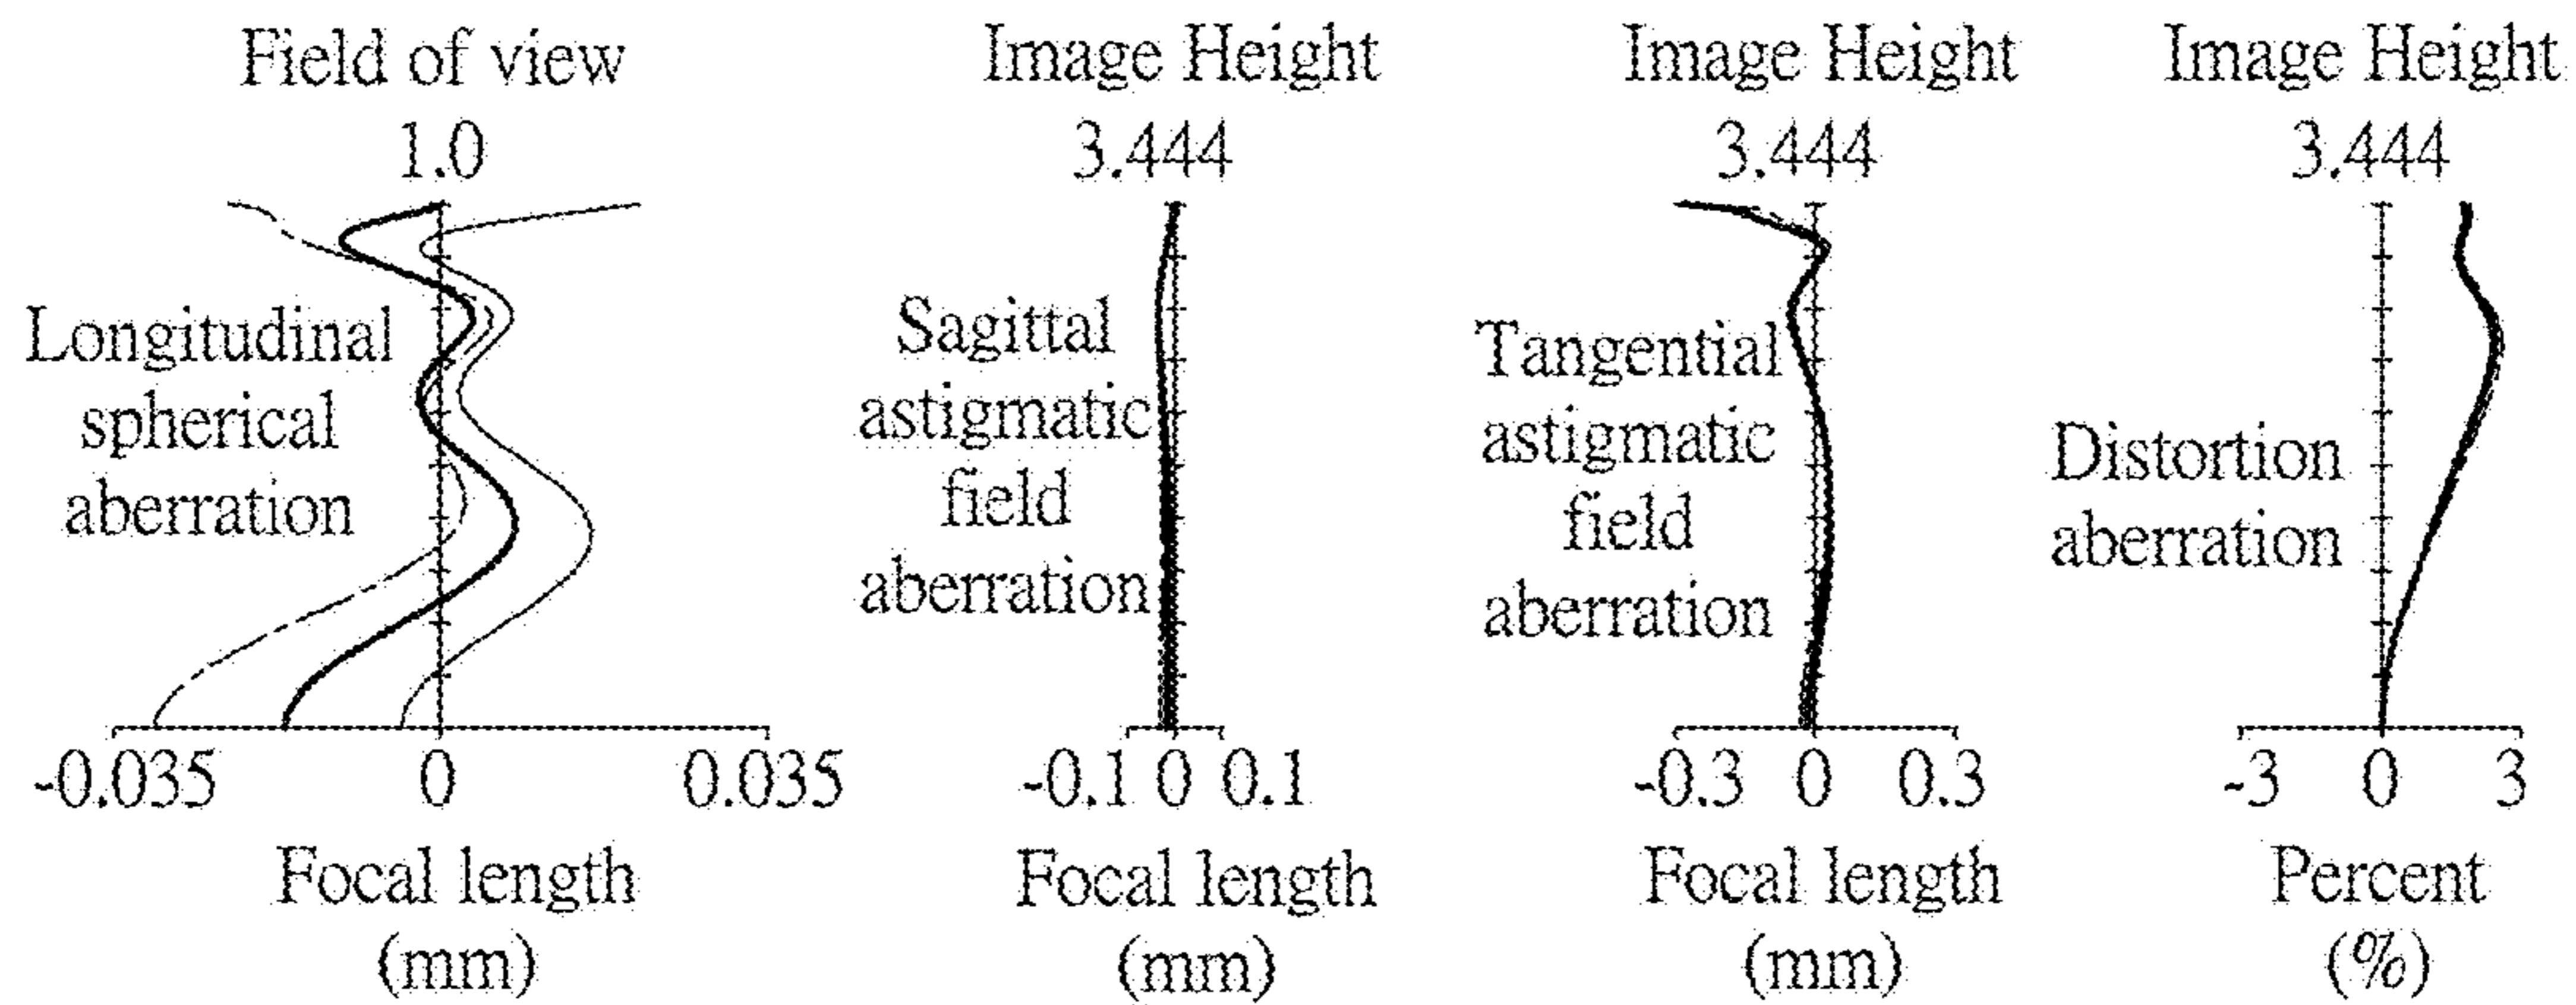 Field of view
1.0
Longitudinal
spherical
aberration
-0.035 0 0.035
Focal length
(mm)
Image Height
3.444
Sagittal
astigmatic
field
aberration
-0.1 0 0.1
Focal length
(mm)
Image Height
3.444
Tangential
astigmatic
field
aberration
-0.3 0 0.3
Focal length
(mm)
Image Height
3.444
Distortion
aberration
-3 0 3
Percent
(%)